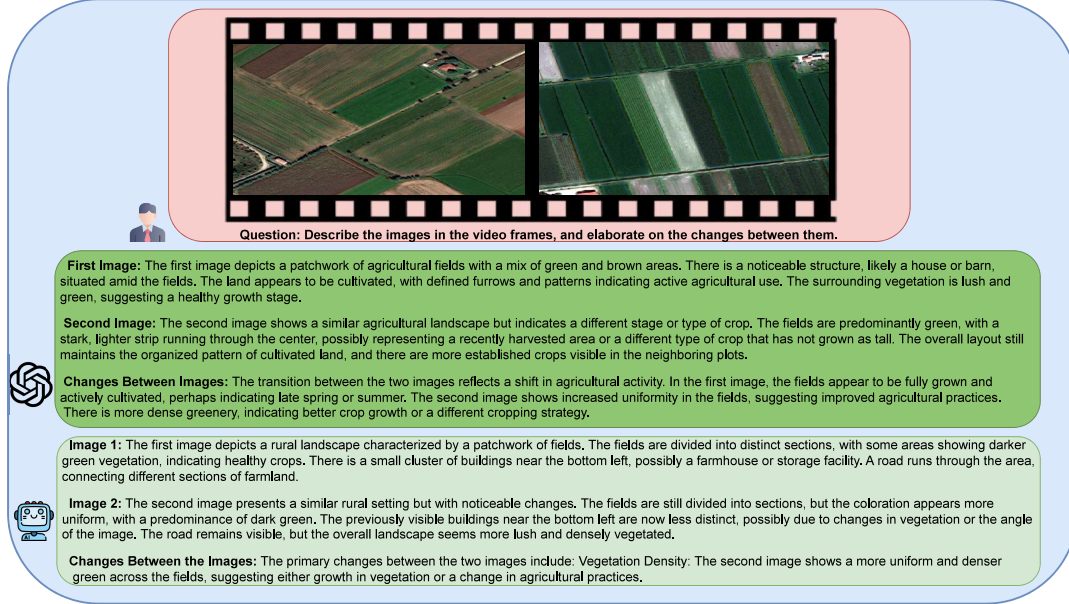 Question: Describe the images in the video frames, and elaborate on the changes between them.
First Image: The first image depicts a patchwork of agricultural fields with a mix of green and brown areas. There is a noticeable structure, likely a house or barn,
situated amid the fields. The land appears to be cultivated, with defined furrows and patterns indicating active agricultural use. The surrounding vegetation is lush and
green, suggesting a healthy growth stage.
Second Image: The second image shows a similar agricultural landscape but indicates a different stage or type of crop. The fields are predominantly green, with a
stark, lighter strip running through the center, possibly representing a recently harvested area or a different type of crop that has not grown as tall. The overall layout still
maintains the organized pattern of cultivated land, and there are more established crops visible in the neighboring plots.
Changes Between Images: The transition between the two images reflects a shift in agricultural activity. In the first image, the fields appear to be fully grown and
actively cultivated, perhaps indicating late spring or summer. The second image shows increased uniformity in the fields, suggesting improved agricultural practices.
There is more dense greenery, indicating better crop growth or a different cropping strategy.
Image 1: The first image depicts a rural landscape characterized by a patchwork of fields. The fields are divided into distinct sections, with some areas showing darker
green vegetation, indicating healthy crops. There is a small cluster of buildings near the bottom left, possibly a farmhouse or storage facility. A road runs through the area,
connecting different sections of farmland.
Image 2: The second image presents a similar rural setting but with noticeable changes. The fields are still divided into sections, but the coloration appears more
uniform, with a predominance of dark green. The previously visible buildings near the bottom left are now less distinct, possibly due to changes in vegetation or the angle
of the image. The road remains visible, but the overall landscape seems more lush and densely vegetated.
Changes Between the Images: The primary changes between the two images include: Vegetation Density: The second image shows a more uniform and denser
green across the fields, suggesting either growth in vegetation or a change in agricultural practices.